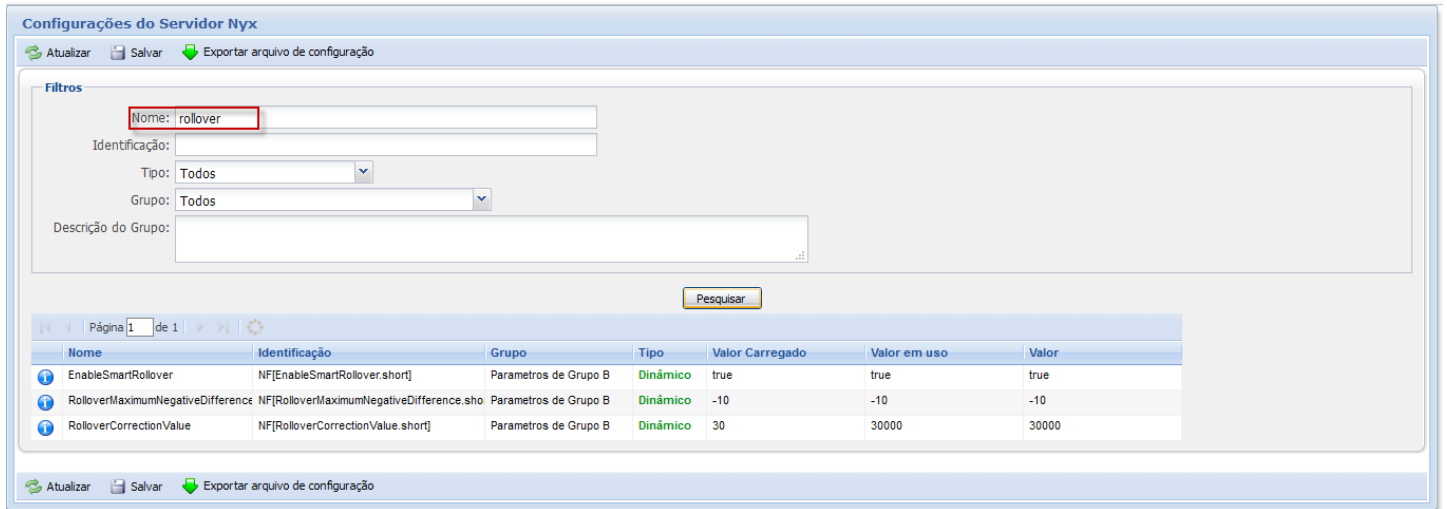 Configurações do Servidor Nyx
Atualizar Salvar Exportar arquivo de configuração
Filtros
Nome: rollover
Identificação:
Tipo: Todos
Grupo: Todos
Descrição do Grupo:
Pesquisar
Página 1 de 1
Nome Identificação Grupo Tipo Valor Carregado Valor em uso Valor
EnableSmartRollover NF[EnableSmartRollover.short] Parametros de Grupo B Dinâmico true true true
RolloverMaximumNegativeDifference NF[RolloverMaximumNegativeDifference.sho Parametros de Grupo B Dinâmico -10 -10 -10
RolloverCorrectionValue NF[RolloverCorrectionValue.short] Parametros de Grupo B Dinâmico 30 30000 30000
Atualizar Salvar Exportar arquivo de configuração